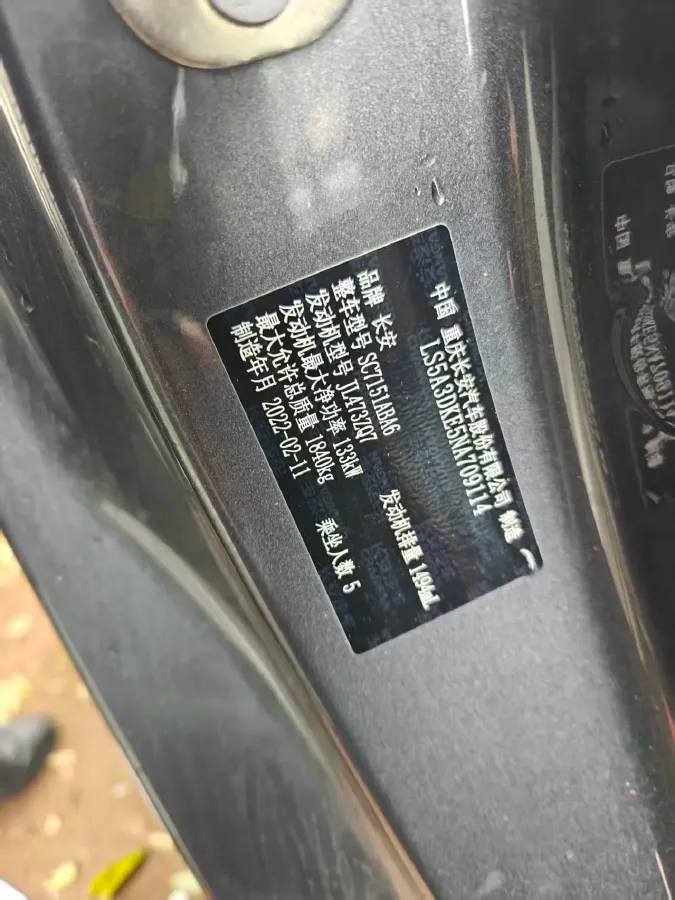 中国 重庆长安汽车股份有限公司 制造
LS5A3DKE5NA709114
品牌 长安
整车型号 SC7151ABA6
发动机型号 JL473ZQ7 发动机排量 1494mL
发动机最大净功率 133kW
最大允许总质量 1840kg 乘坐人数 5
制造年月 2022-02-11